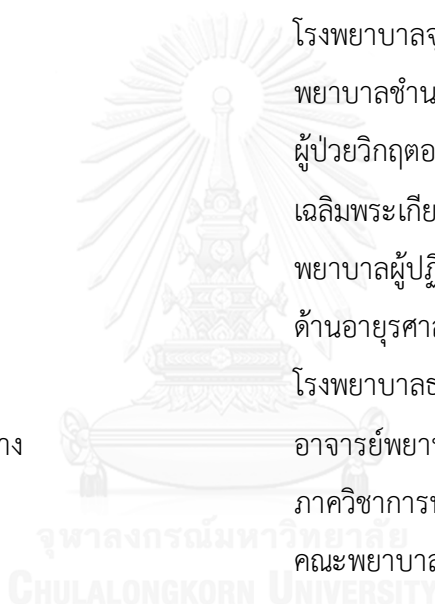 โรงพยาบาลจ
พยาบาลชำน
ผู้ป่วยวิกฤตอ
เฉลิมพระเกีย
พยาบาลผู้ปฏิ
ด้านอายุรศา
โรงพยาบาลธ
าง อาจารย์พยา
ภาควิชาการ
คณะพยาบาล
จุฬาลงกรณ์มหาวิทยาลัย
CHULALONGKORN UNIVERSITY